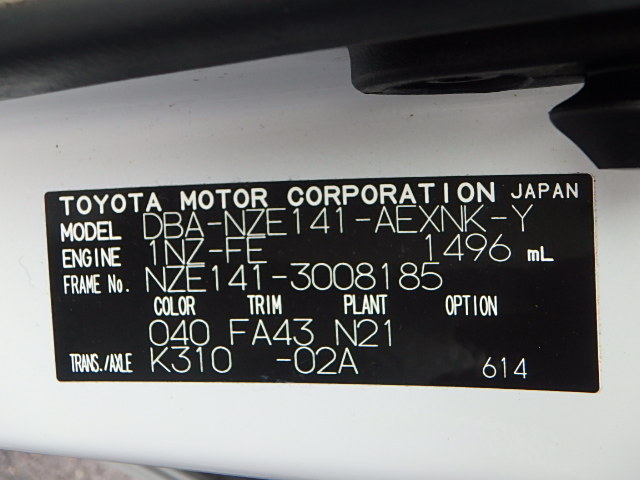 TOYOTA MOTOR CORPORATION JAPAN
MODEL DBA-NZE141-AEXNK-Y
ENGINE 1NZ-FE 1496 mL
FRAME No. NZE141-3008185
COLOR TRIM PLANT OPTION
040 FA43 N21
TRANS./AXLE K310 -02A 614